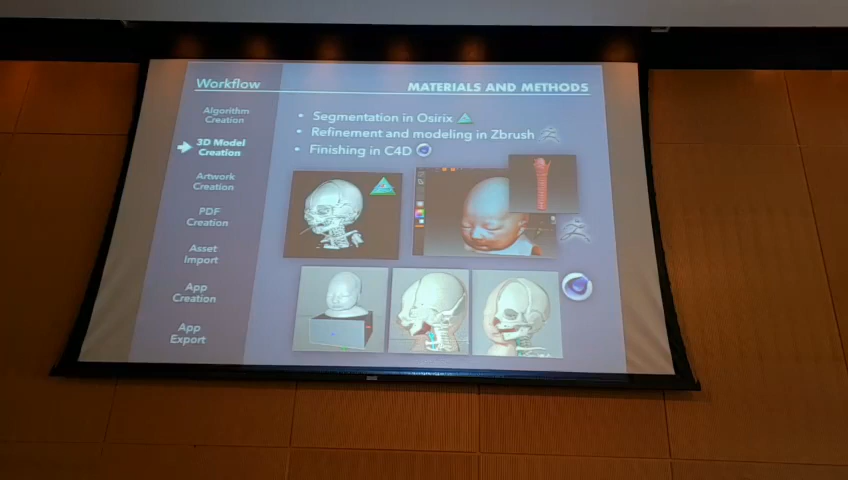 Workflow
MATERIALS AND METHODS
Algorithm
Creation
3D Model
Creation
Artwork
Creation
PDF
Creation
Asset
Import
App
Creation
App
Export
• Segmentation in Osirix
• Refinement and modeling in Zbrush
• Finishing in C4D